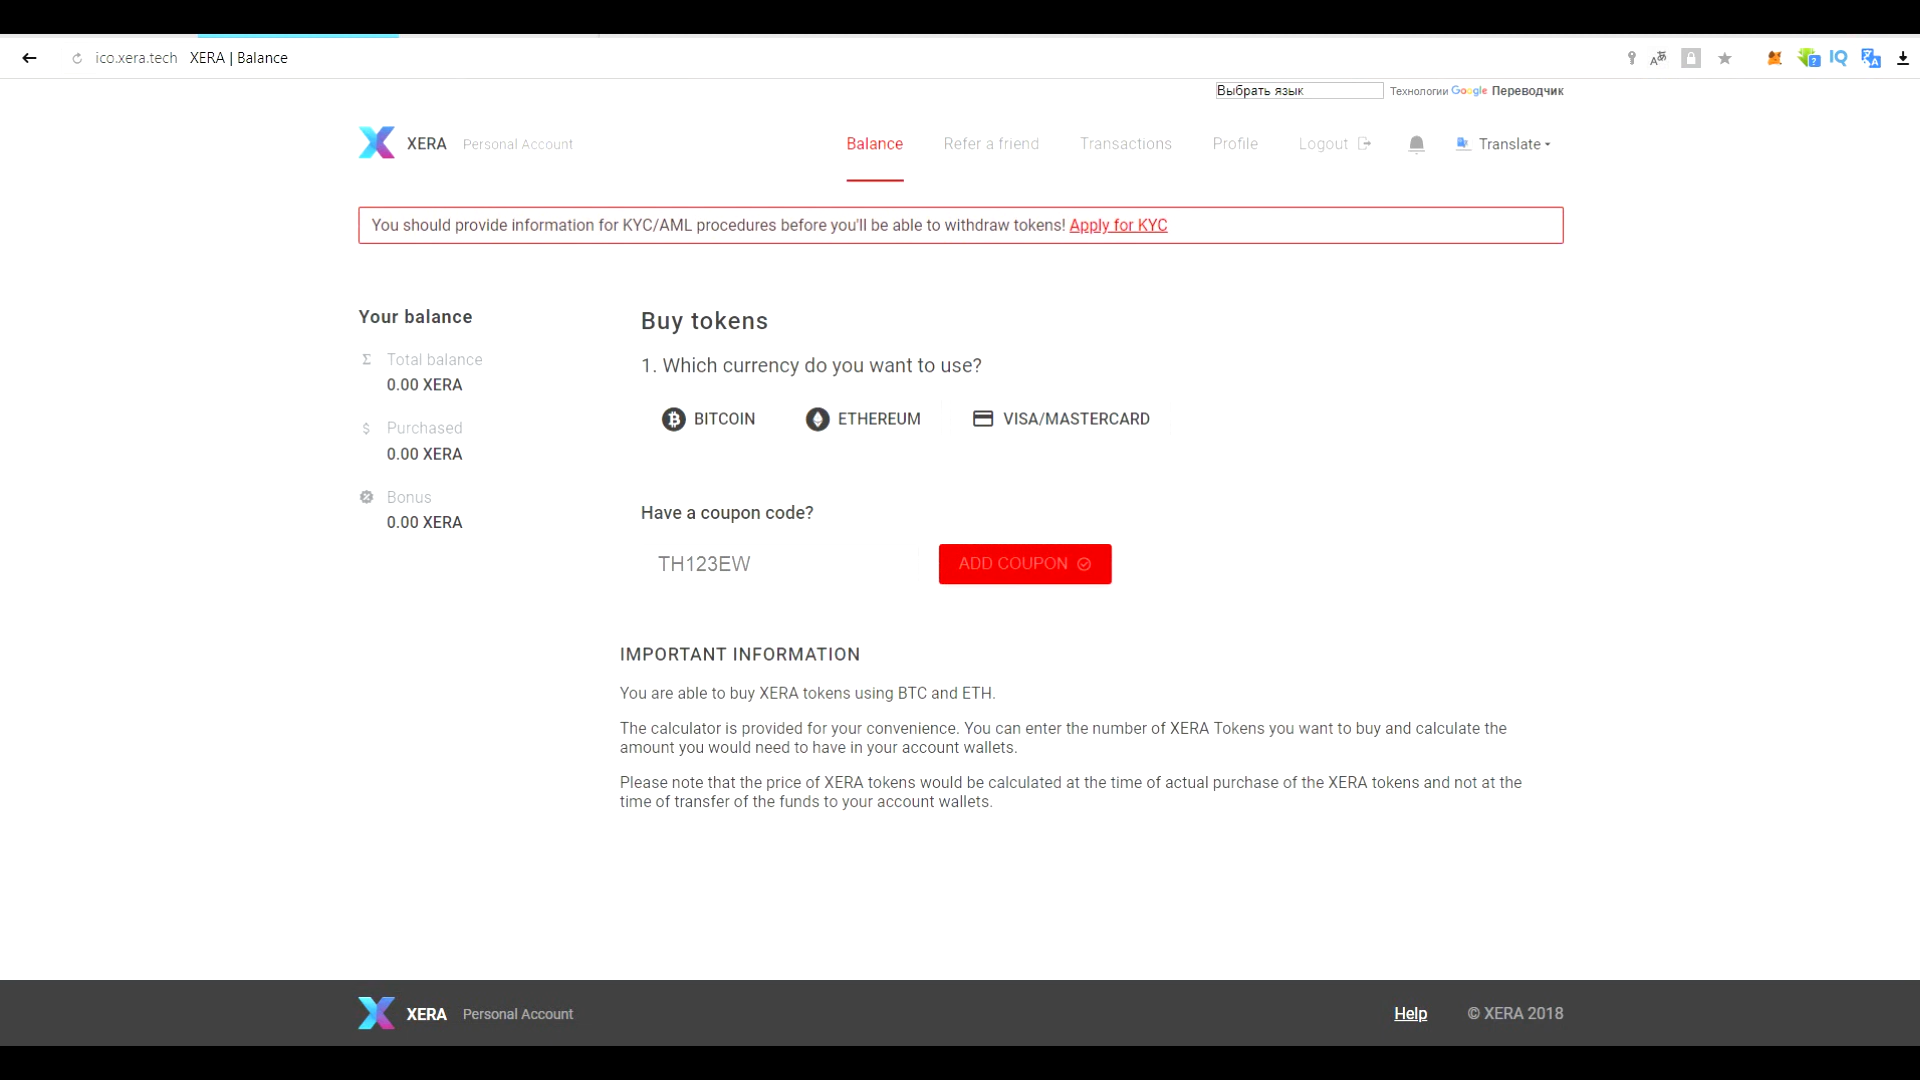 ico.xera.tech XERA | Balance
Выбрать язык Технологии Google Переводчик
XERA Personal Account Balance Refer a friend Transactions Profile Logout Translate
You should provide information for KYC/AML procedures before you'll be able to withdraw tokens! Apply for KYC
Your balance
Σ Total balance
0.00 XERA
$ Purchased
0.00 XERA
Bonus
0.00 XERA
Buy tokens
1. Which currency do you want to use?
BITCOIN ETHEREUM VISA/MASTERCARD
Have a coupon code?
TH123EW ADD COUPON
IMPORTANT INFORMATION
You are able to buy XERA tokens using BTC and ETH.
The calculator is provided for your convenience. You can enter the number of XERA Tokens you want to buy and calculate the
amount you would need to have in your account wallets.
Please note that the price of XERA tokens would be calculated at the time of actual purchase of the XERA tokens and not at the
time of transfer of the funds to your account wallets.
XERA Personal Account Help © XERA 2018